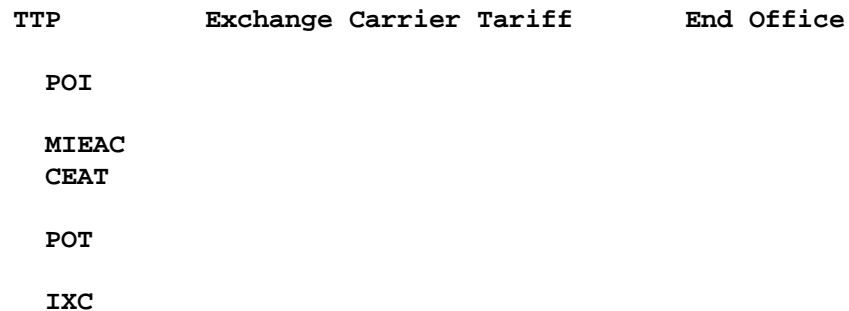 TTP Exchange Carrier Tariff End Office
POI
MIEAC
CEAT
POT
IXC